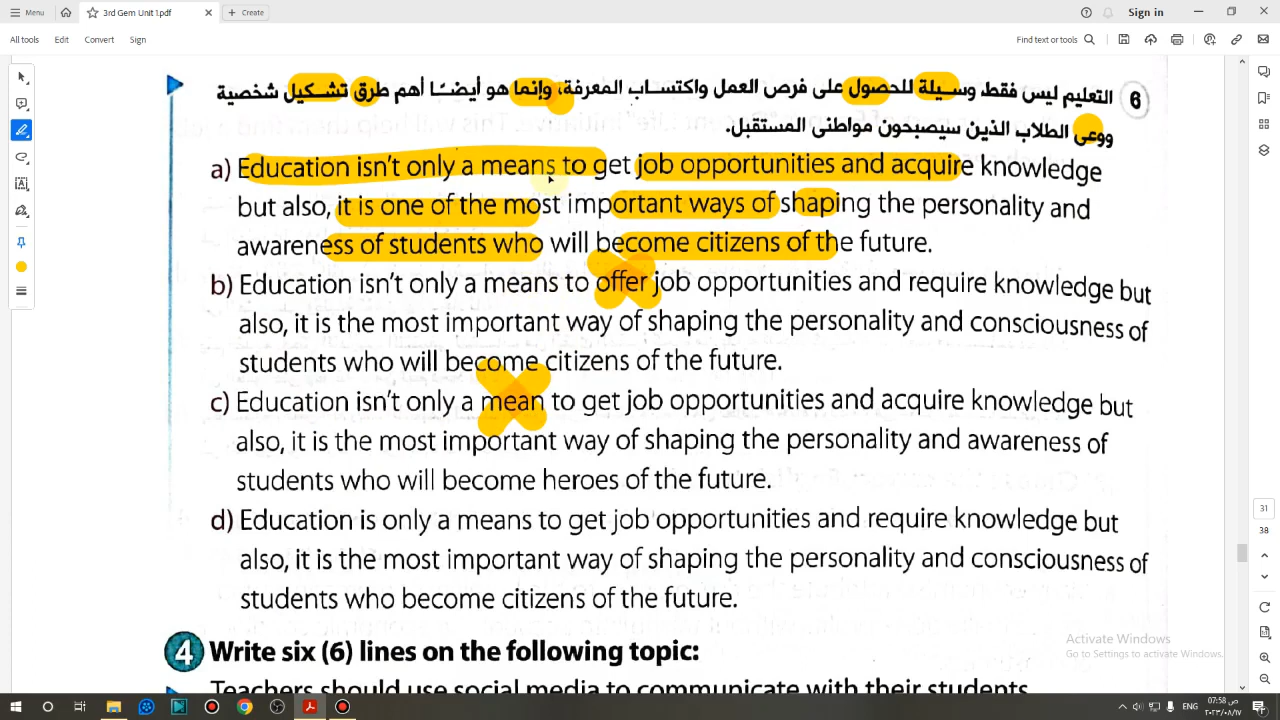 Menu
3rd Gem Unit 1.pdf
Create
Sign in
All tools
Edit
Convert
Sign
Find text or tools
6 التعليم ليس فقط وسيلة للحصول على فرص العمل واكتساب المعرفة، وإنما هو أيضًا أهم طرق تشكيل شخصية
ووعى الطلاب الذين سيصبحون مواطنى المستقبل.
a) Education isn't only a means to get job opportunities and acquire knowledge
but also, it is one of the most important ways of shaping the personality and
awareness of students who will become citizens of the future.
b) Education isn't only a means to offer job opportunities and require knowledge but
also, it is the most important way of shaping the personality and consciousness of
students who will become citizens of the future.
c) Education isn't only a mean to get job opportunities and acquire knowledge but
also, it is the most important way of shaping the personality and awareness of
students who will become heroes of the future.
d) Education is only a means to get job opportunities and require knowledge but
also, it is the most important way of shaping the personality and consciousness of
students who become citizens of the future.
4 Write six (6) lines on the following topic:
Teachers should use social media to communicate with their students
31
38
Activate Windows
Go to Settings to activate Windows.
ENG
07:58 ص
٢٠٢٣/٠٨/١٧